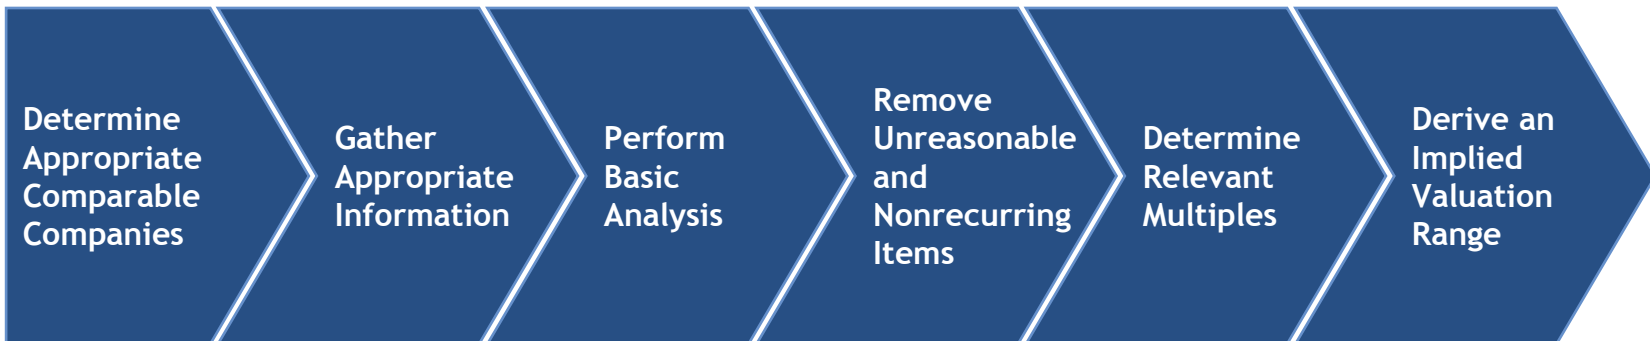 Determine
Appropriate
Comparable
Companies
Gather
Appropriate
Information
Perform
Basic
Analysis
Remove
Unreasonable
and
Nonrecurring
Items
Determine
Relevant
Multiples
Derive an
Implied
Valuation
Range